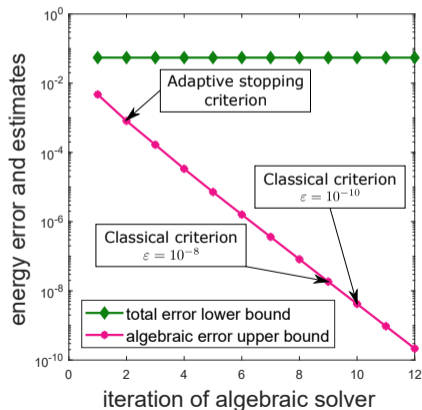 energy error and estimates
10^0
10^-2
10^-4
10^-6
10^-8
10^-10
Adaptive stopping
criterion
Classical criterion
ε = 10^-10
Classical criterion
ε = 10^-8
total error lower bound
algebraic error upper bound
0 2 4 6 8 10 12
iteration of algebraic solver